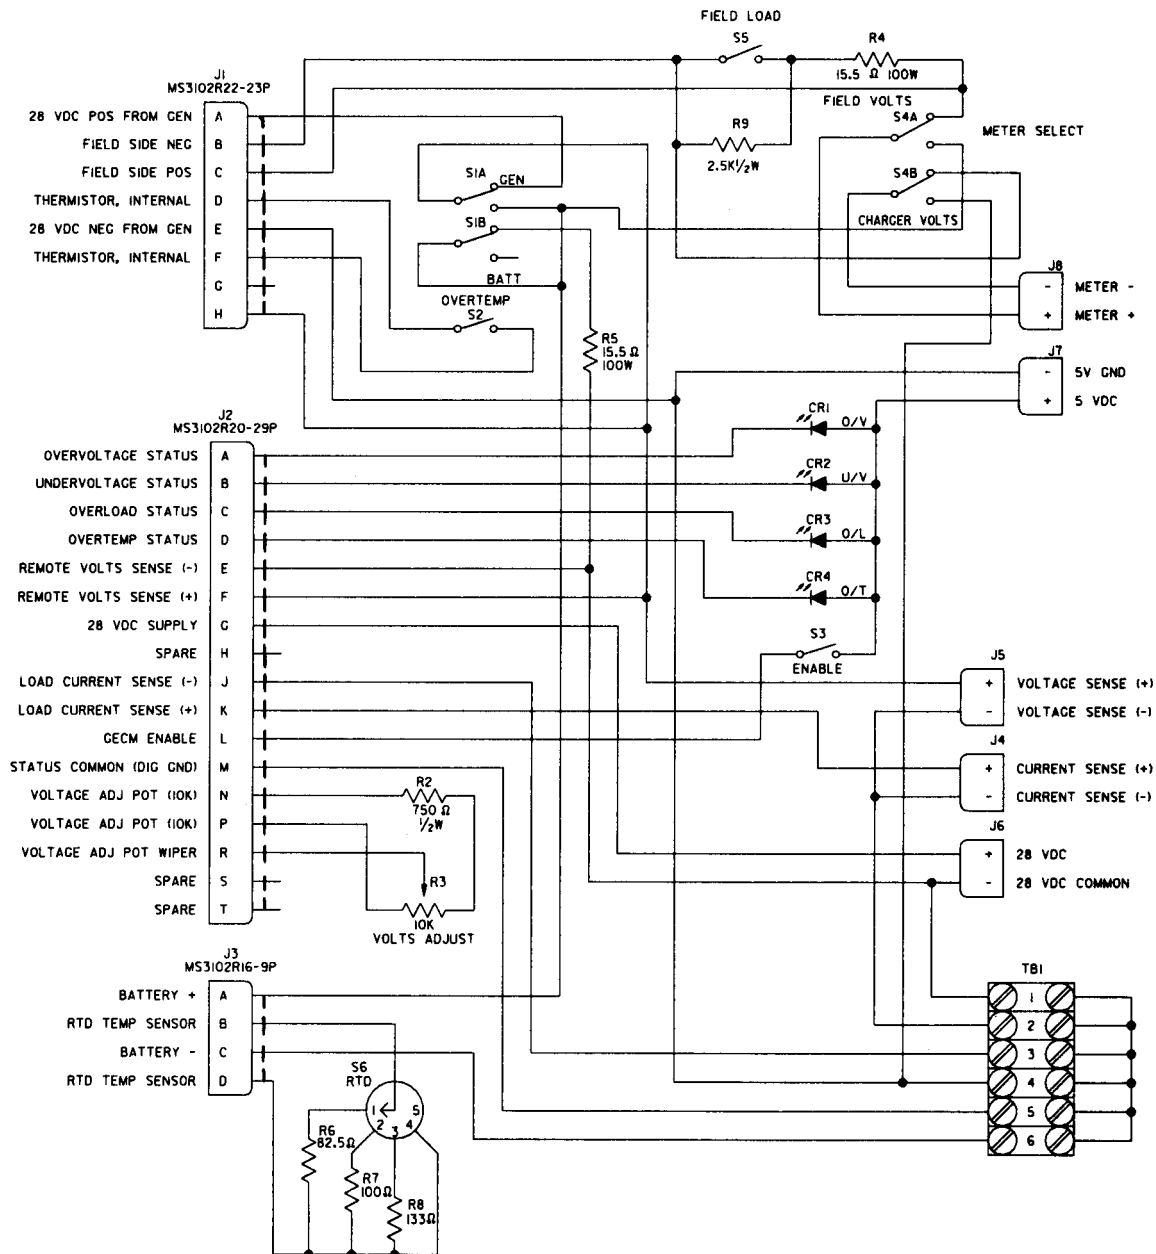 FIELD LOAD
S5
R4
15.5 Ω 100W
FIELD VOLTS
S4A
METER SELECT
R9
2.5K 1/2W
S4B
CHARGER VOLTS
J1
MS3102R22-23P
28 VDC POS FROM GEN A
FIELD SIDE NEG B
FIELD SIDE POS C
THERMISTOR, INTERNAL D
28 VDC NEG FROM GEN E
THERMISTOR, INTERNAL F
G
H
S1A
GEN
S1B
BATT
OVERTEMP
S2
R5
15.5 Ω
100W
J8
- METER -
+ METER +
J7
- 5V GND
+ 5 VDC
J2
MS3102R20-29P
OVERVOLTAGE STATUS A
UNDERVOLTAGE STATUS B
OVERLOAD STATUS C
OVERTEMP STATUS D
REMOTE VOLTS SENSE (-) E
REMOTE VOLTS SENSE (+) F
28 VDC SUPPLY G
SPARE H
LOAD CURRENT SENSE (-) J
LOAD CURRENT SENSE (+) K
GECM ENABLE L
STATUS COMMON (DIG GND) M
VOLTAGE ADJ POT (10K) N
VOLTAGE ADJ POT (10K) P
VOLTAGE ADJ POT WIPER R
SPARE S
SPARE T
CR1
O/V
CR2
U/V
CR3
O/L
CR4
O/T
S3
ENABLE
R2
750 Ω
1/2W
R3
10K
VOLTS ADJUST
J5
+ VOLTAGE SENSE (+)
- VOLTAGE SENSE (-)
J4
+ CURRENT SENSE (+)
- CURRENT SENSE (-)
J6
+ 28 VDC
- 28 VDC COMMON
J3
MS3102R16-9P
BATTERY + A
RTD TEMP SENSOR B
BATTERY - C
RTD TEMP SENSOR D
S6
RTD
1
2
3
4
5
R6
82.5Ω
R7
100Ω
R8
133Ω
TB1
1
2
3
4
5
6